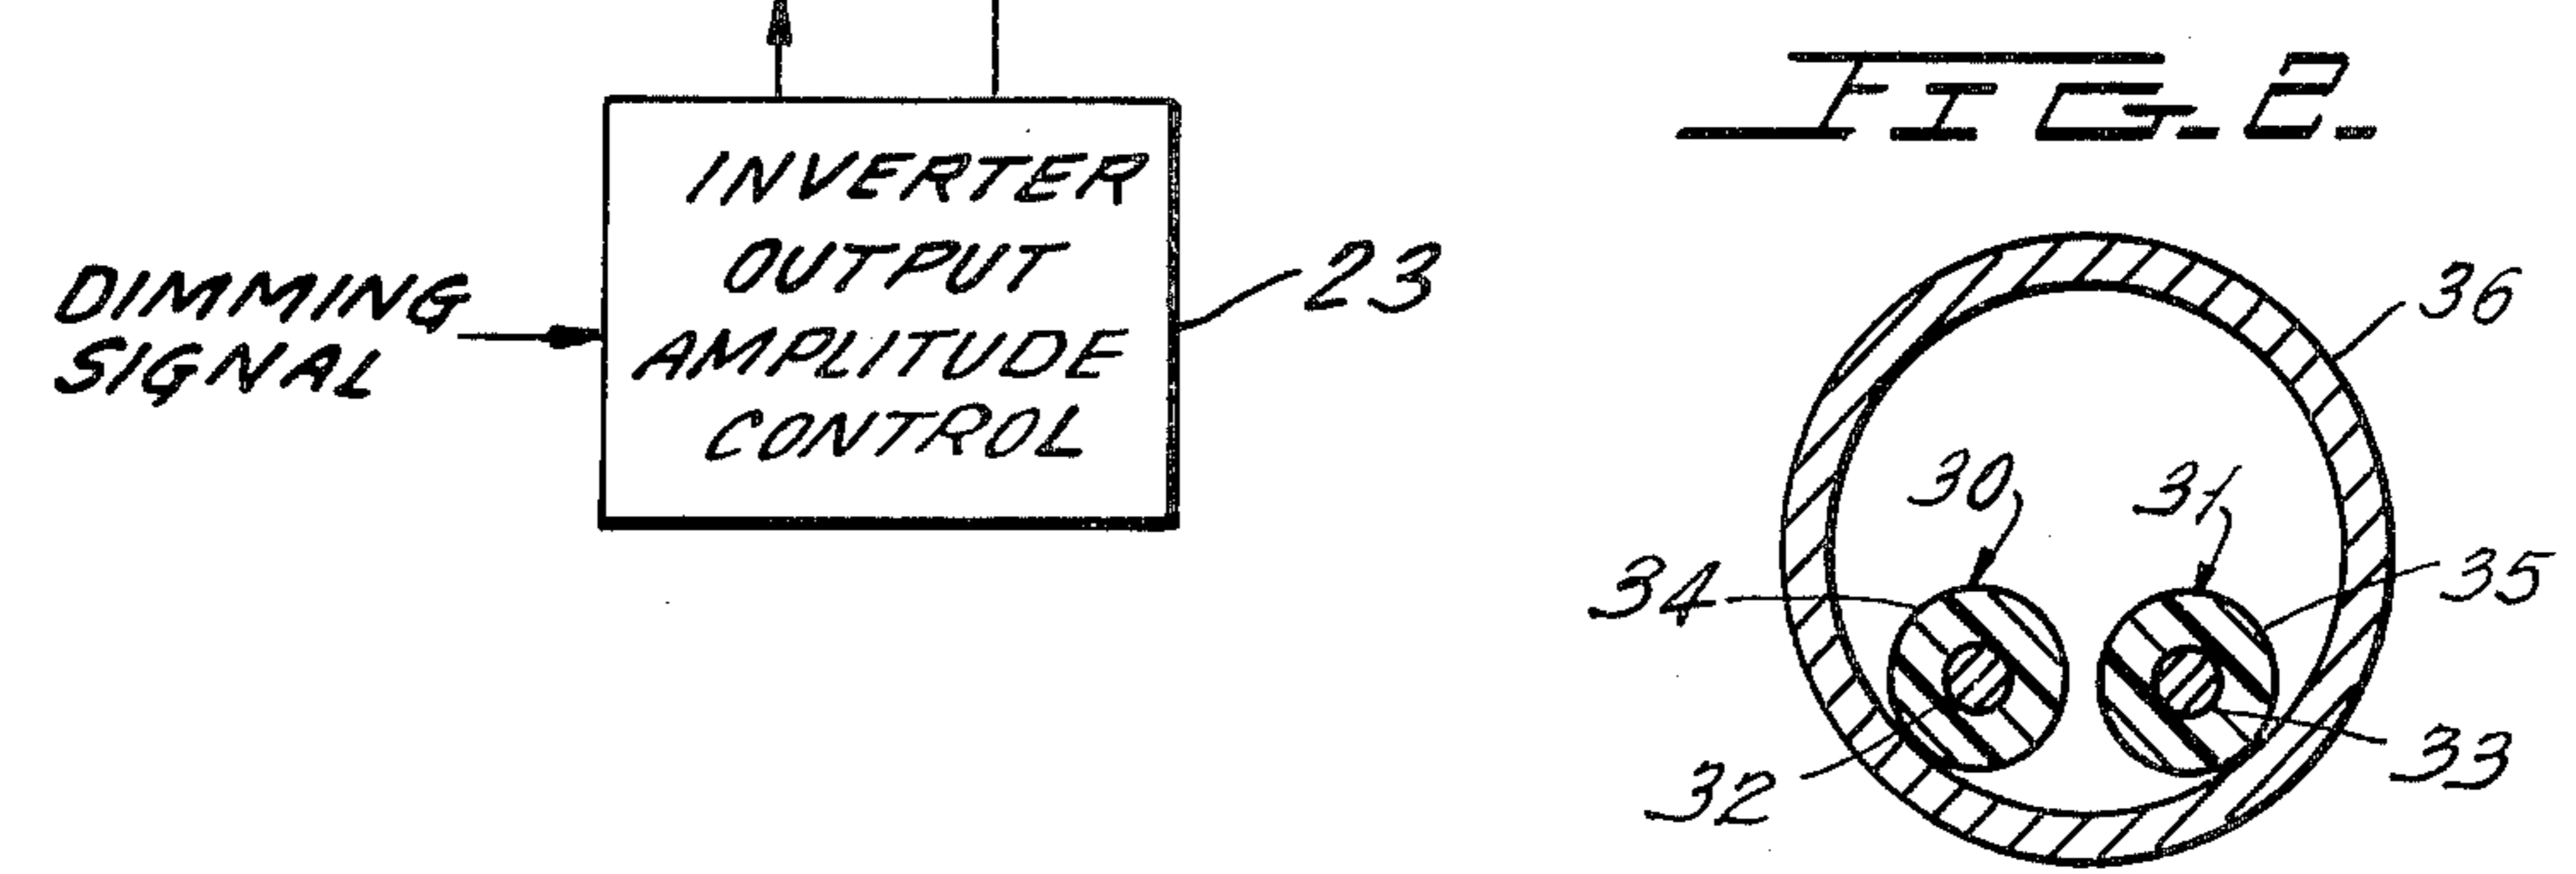 INVERTER
OUTPUT
AMPLITUDE
CONTROL
DIMMING
SIGNAL
23
FIG. 2.
36
30
31
34
35
32
33